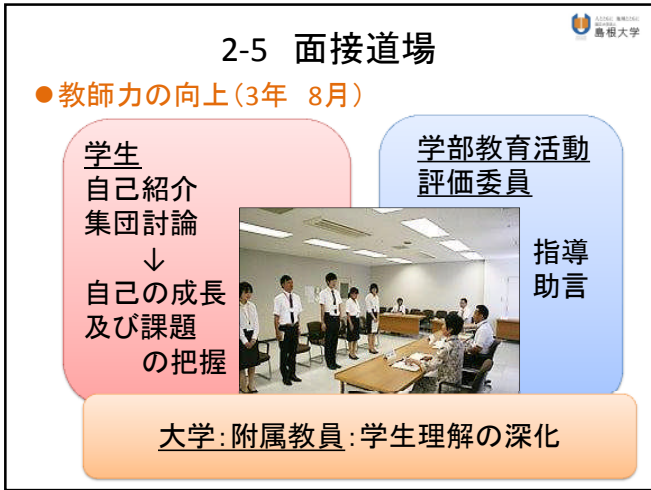 島根大学
2-5 面接道場
●教師力の向上(3年 8月)
学生
自己紹介
集団討論
↓
自己の成長
及び課題
の把握
学部教育活動
評価委員
指導
助言
大学:附属教員:学生理解の深化